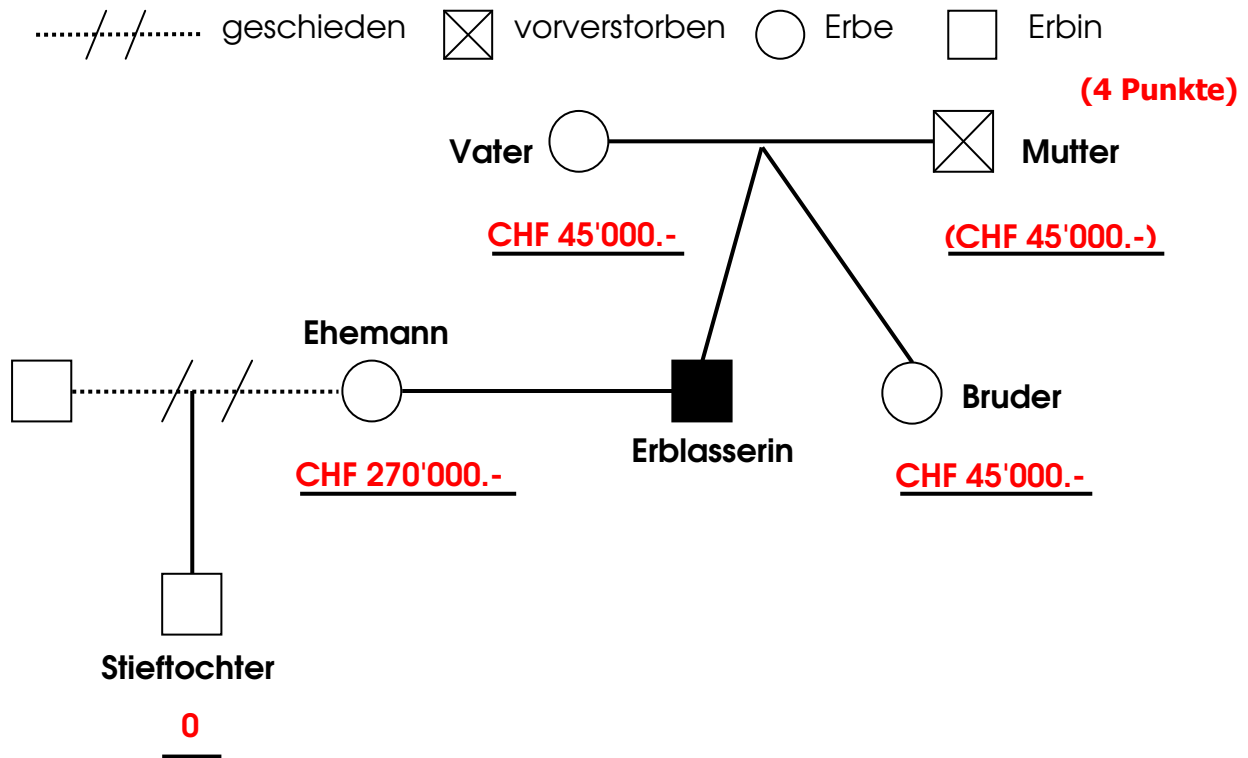 geschieden vorverstorben Erbe Erbin
(4 Punkte)
Vater Mutter
CHF 45'000.- (CHF 45'000.-)
Ehemann
Bruder
Erblasserin
CHF 270'000.- CHF 45'000.-
Stieftochter
0